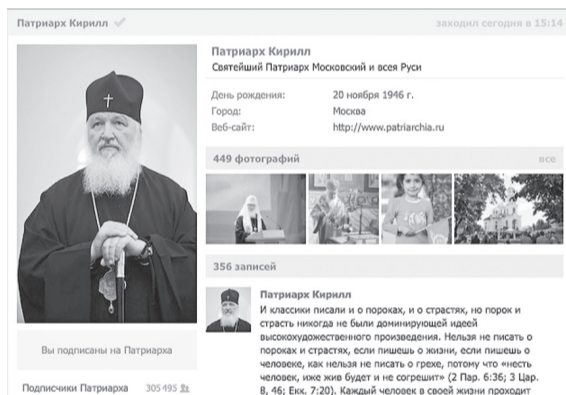 Патриарх Кирилл
заходил сегодня в 15:14
Патриарх Кирилл
Святейший Патриарх Московский и всея Руси
День рождения: 20 ноября 1946 г.
Город: Москва
Веб-сайт: http://www.patriarchia.ru
449 фотографий все
356 записей
Патриарх Кирилл
И классики писали и о пороках, и о страстях, но порок и
страсть никогда не были доминирующей идеей
высокохудожественного произведения. Нельзя не писать о
пороках и страстях, если пишешь о жизни, если пишешь о
человеке, как нельзя не писать о грехе, потому что «несть
человек, иже жив будет и не согрешит» (2 Пар. 6:36; 3 Цар.
8, 46; Екк. 7:20). Каждый человек в своей жизни проходит
Вы подписаны на Патриарха
Подписчики Патриарха 305 495